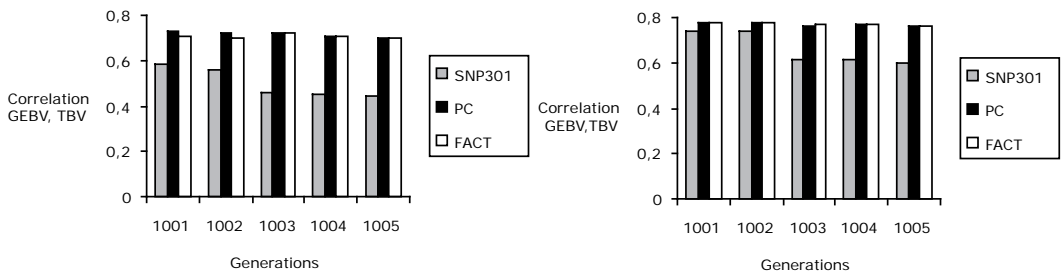 0,8
0,6
0,4
0,2
0
Correlation
GEBV, TBV
1001 1002 1003 1004 1005
Generations
SNP301
PC
FACT
0,8
0,6
0,4
0,2
0
Correlation
GEBV,TBV
1001 1002 1003 1004 1005
Generations
SNP301
PC
FACT